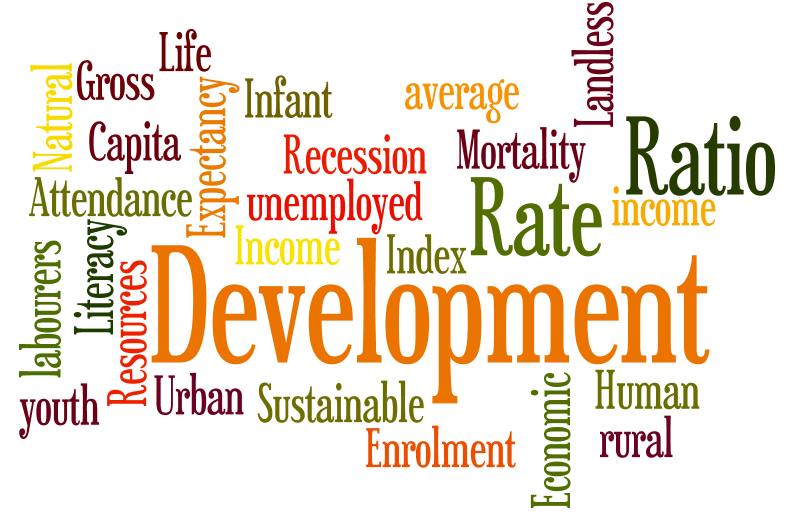 Life
Landless
Natural
Gross
Expectancy
Infant
average
Capita
Recession
Mortality
Ratio
Attendance
unemployed
Rate
income
Literacy
labourers
Income
Index
Resources
Development
youth
Urban
Sustainable
Economic
Human
Enrolment
rural